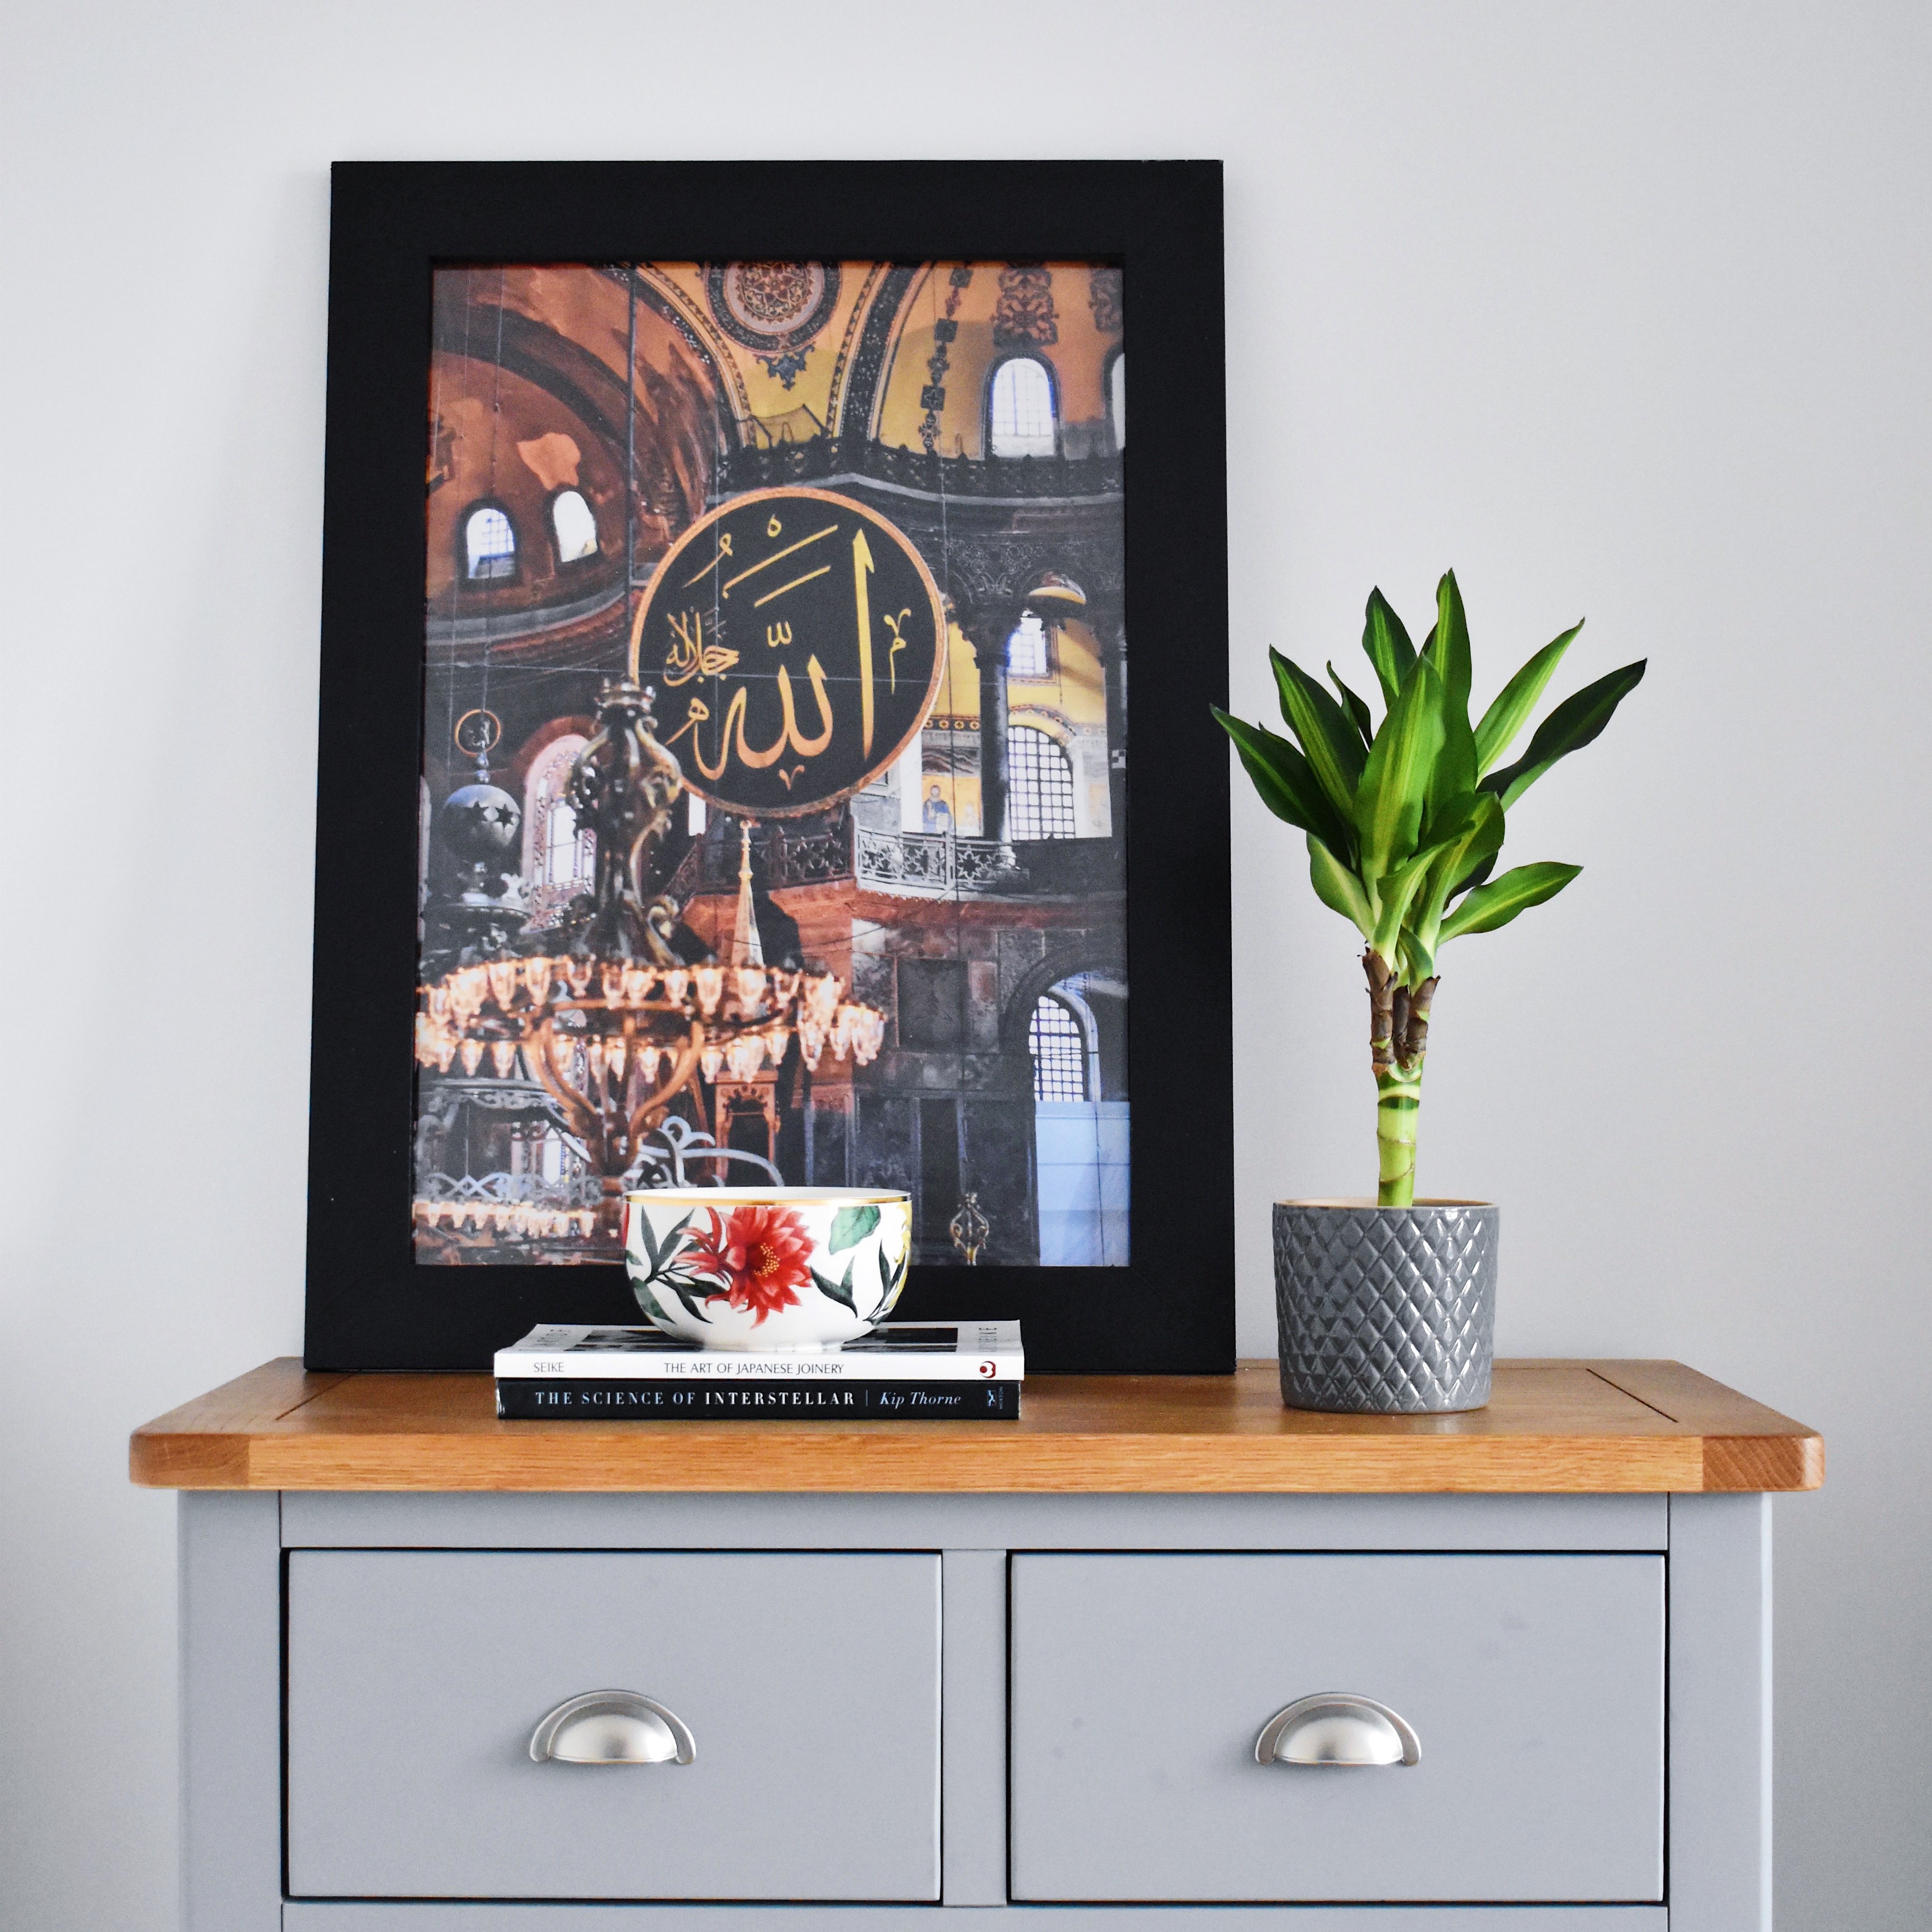 الله
جل جلاله
SEIKE THE ART OF JAPANESE JOINERY
THE SCIENCE OF INTERSTELLAR | Kip Thorne